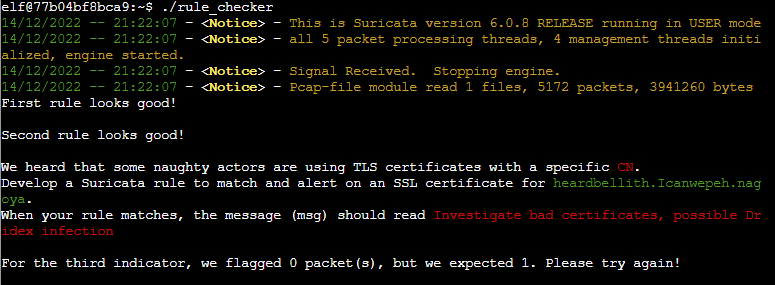 elf@77b04bf8bca9:~$ ./rule_checker
14/12/2022 -- 21:22:07 - <Notice> - This is Suricata version 6.0.8 RELEASE running in USER mode
14/12/2022 -- 21:22:07 - <Notice> - all 5 packet processing threads, 4 management threads initi
alized, engine started.
14/12/2022 -- 21:22:07 - <Notice> - Signal Received.  Stopping engine.
14/12/2022 -- 21:22:07 - <Notice> - Pcap-file module read 1 files, 5172 packets, 3941260 bytes
First rule looks good!
Second rule looks good!
We heard that some naughty actors are using TLS certificates with a specific CN.
Develop a Suricata rule to match and alert on an SSL certificate for heardbellith.Icanwepeh.nag
oya.
When your rule matches, the message (msg) should read Investigate bad certificates, possible Dr
idex infection
For the third indicator, we flagged 0 packet(s), but we expected 1. Please try again!